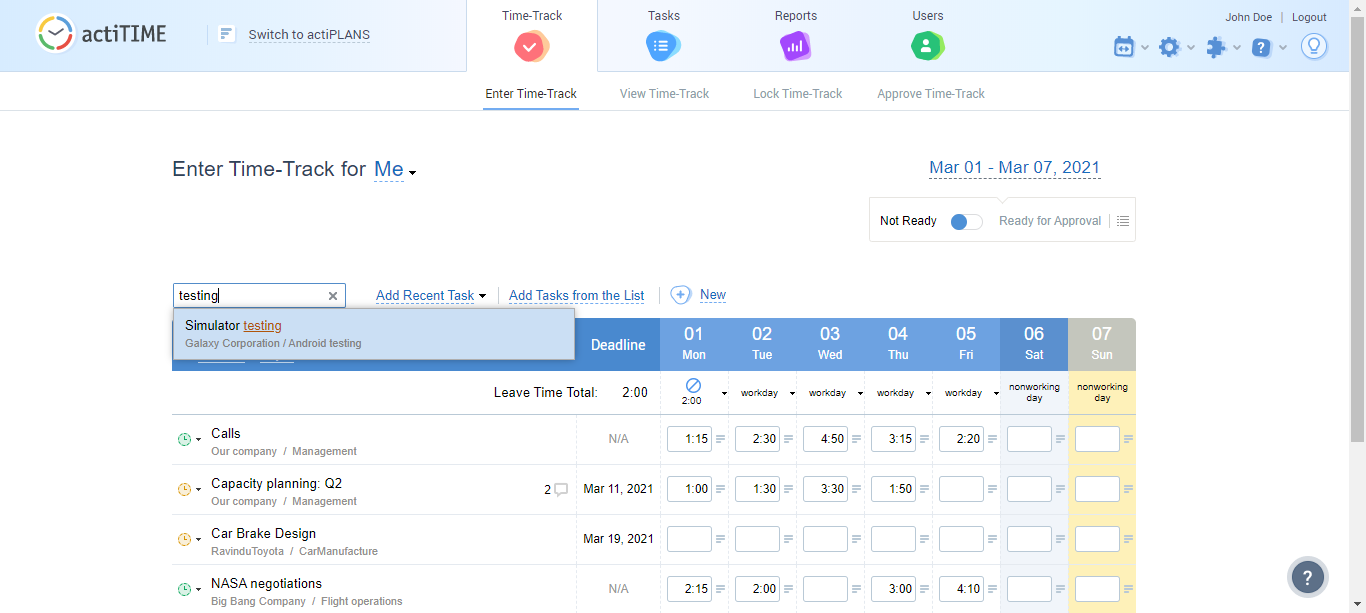 Time-Track
Tasks
Reports
Users
John Doe | Logout
actiTIME
Switch to actiPLANS
Enter Time-Track
View Time-Track
Lock Time-Track
Approve Time-Track
Enter Time-Track for Me
Mar 01 - Mar 07, 2021
Not Ready
Ready for Approval
testing
Add Recent Task
Add Tasks from the List
New
Simulator testing
Galaxy Corporation / Android testing
Deadline
01 02 03 04 05 06 07
Mon Tue Wed Thu Fri Sat Sun
Leave Time Total: 2:00
2:00 workday workday workday workday
nonworking day
nonworking day
Calls N/A 1:15 2:30 4:50 3:15 2:20
Our company / Management
Capacity planning: Q2 2 Mar 11, 2021 1:00 1:30 3:30 1:50
Our company / Management
Car Brake Design Mar 19, 2021
RavinduToyota / CarManufacture
NASA negotiations N/A 2:15 2:00 3:00 4:10
Big Bang Company / Flight operations
?